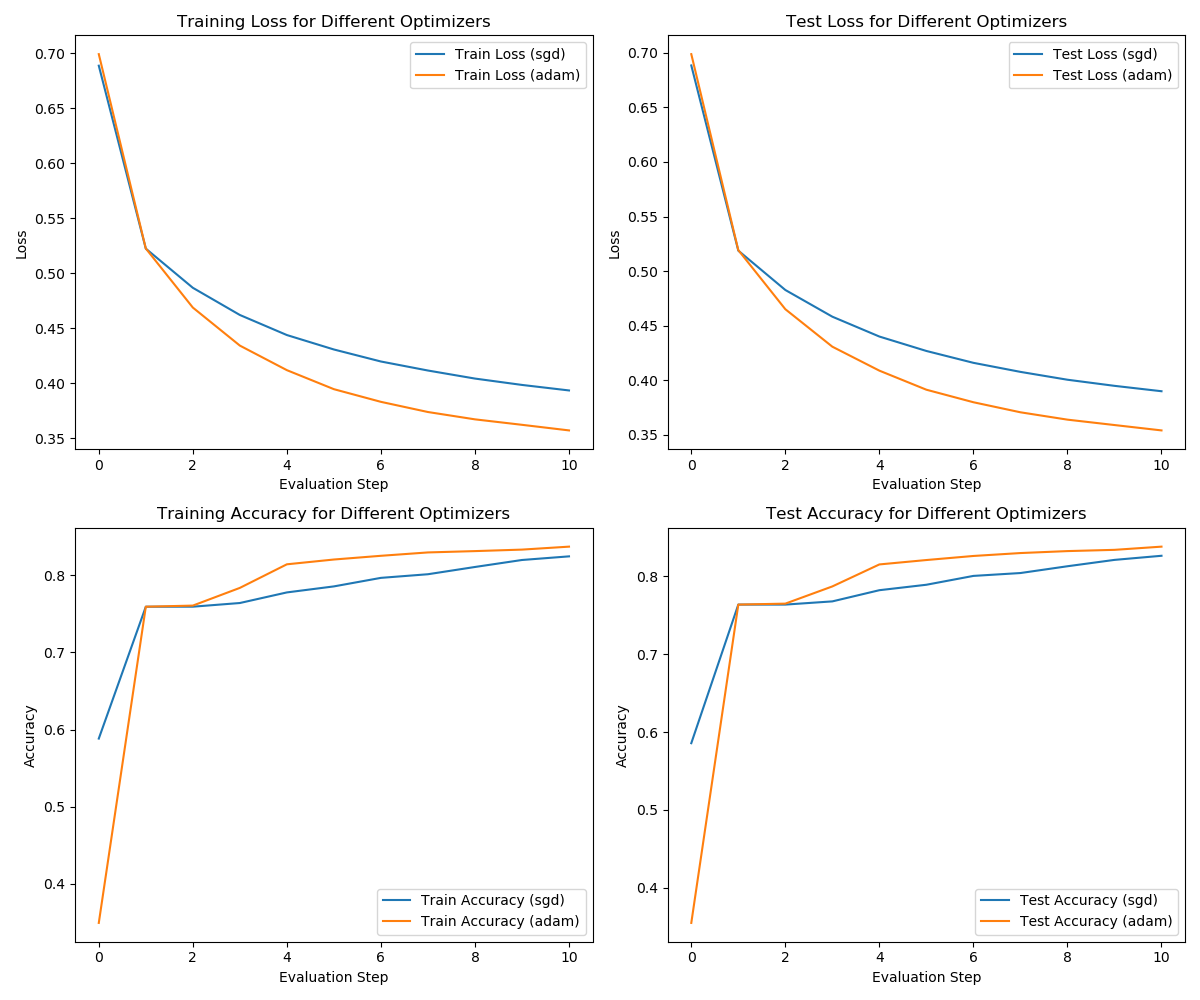 Training Loss for Different Optimizers
Train Loss (sgd)
Train Loss (adam)
0.70
0.65
0.60
0.55
0.50
0.45
0.40
0.35
Loss
0 2 4 6 8 10
Evaluation Step
Test Loss for Different Optimizers
Test Loss (sgd)
Test Loss (adam)
0.70
0.65
0.60
0.55
0.50
0.45
0.40
0.35
Loss
0 2 4 6 8 10
Evaluation Step
Training Accuracy for Different Optimizers
0.8
0.7
0.6
0.5
0.4
Accuracy
Train Accuracy (sgd)
Train Accuracy (adam)
0 2 4 6 8 10
Evaluation Step
Test Accuracy for Different Optimizers
0.8
0.7
0.6
0.5
0.4
Accuracy
Test Accuracy (sgd)
Test Accuracy (adam)
0 2 4 6 8 10
Evaluation Step